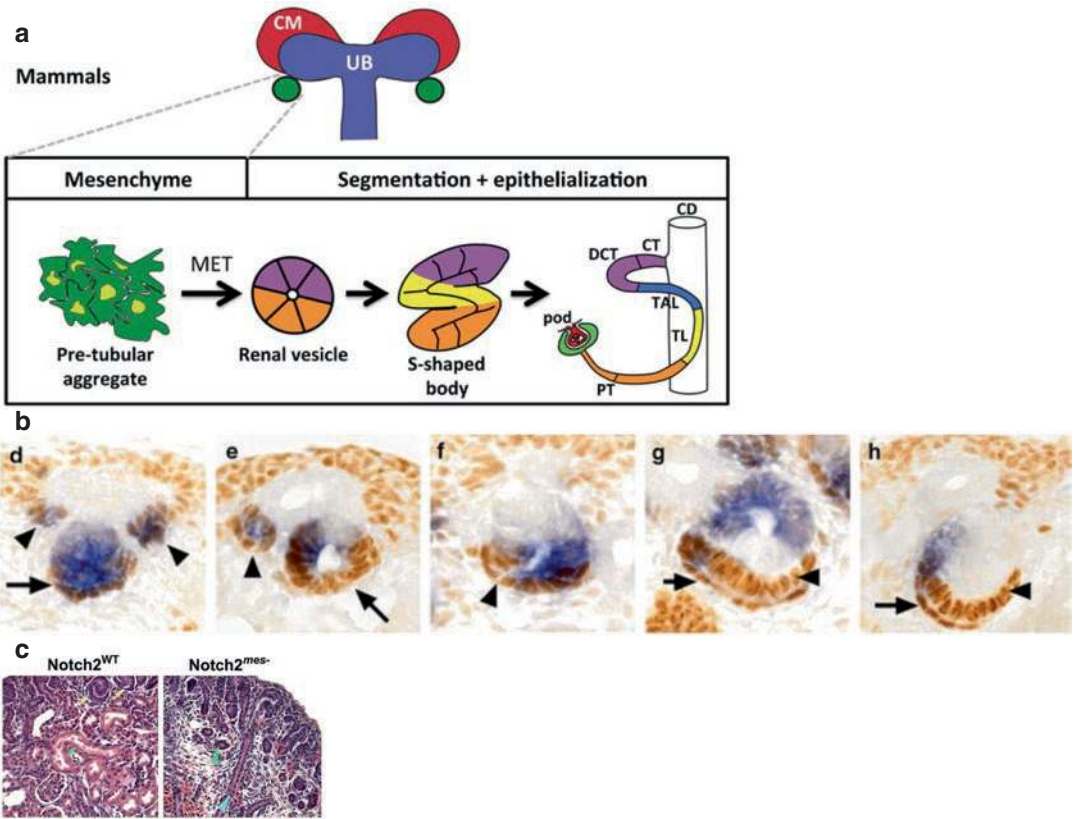 a
Mammals
CM
UB
Mesenchyme
Segmentation + epithelialization
Pre-tubular
aggregate
MET
Renal vesicle
S-shaped
body
CD
CT
DCT
TAL
TL
pod
PT
b
d
e
f
g
h
c
Notch2WT
Notch2mes-